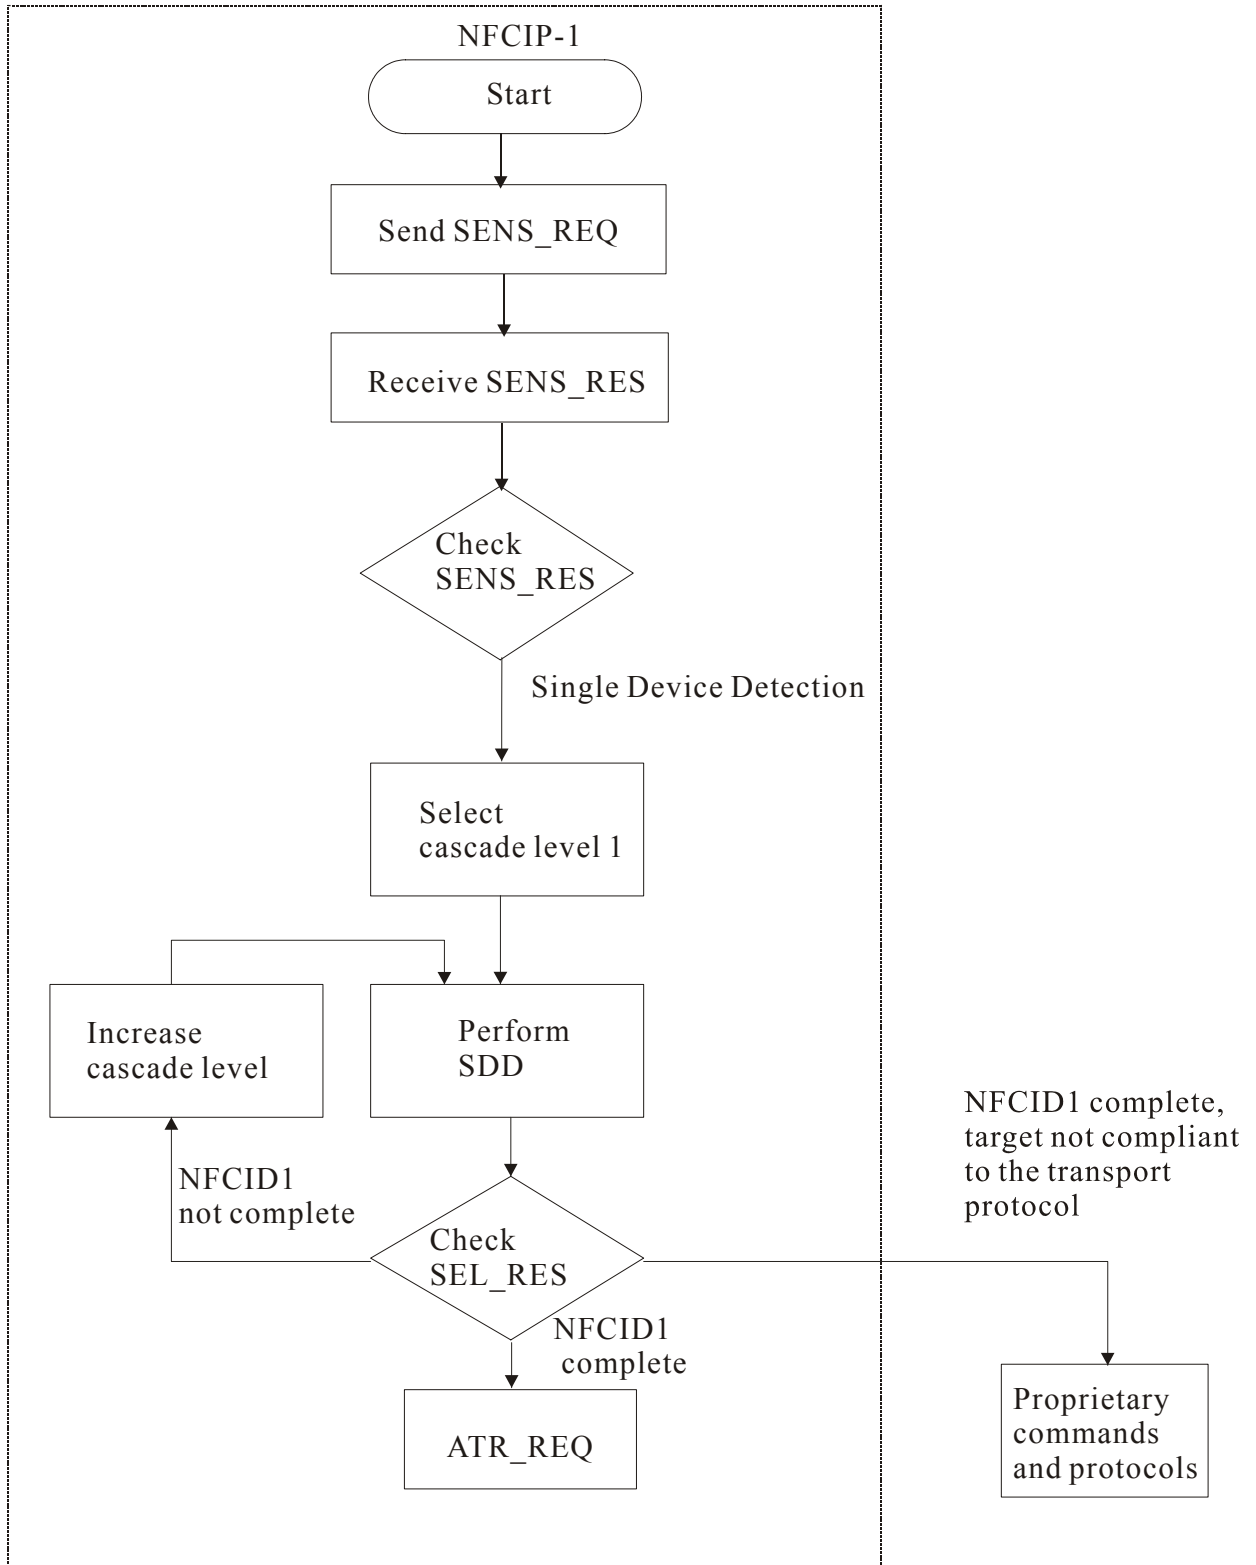 NFCIP-1
Start
Send SENS_REQ
Receive SENS_RES
Check
SENS_RES
Single Device Detection
Select
cascade level 1
Increase
cascade level
Perform
SDD
NFCID1 complete,
target not compliant
to the transport
protocol
NFCID1
not complete
Check
SEL_RES
NFCID1
complete
ATR_REQ
Proprietary
commands
and protocols